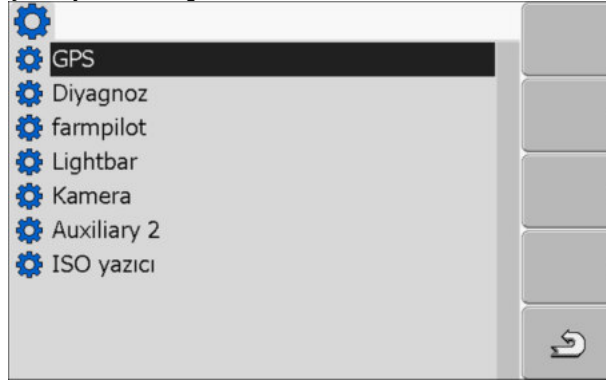 GPS
Diyagnoz
farmpilot
Lightbar
Kamera
Auxiliary 2
ISO yazıcı